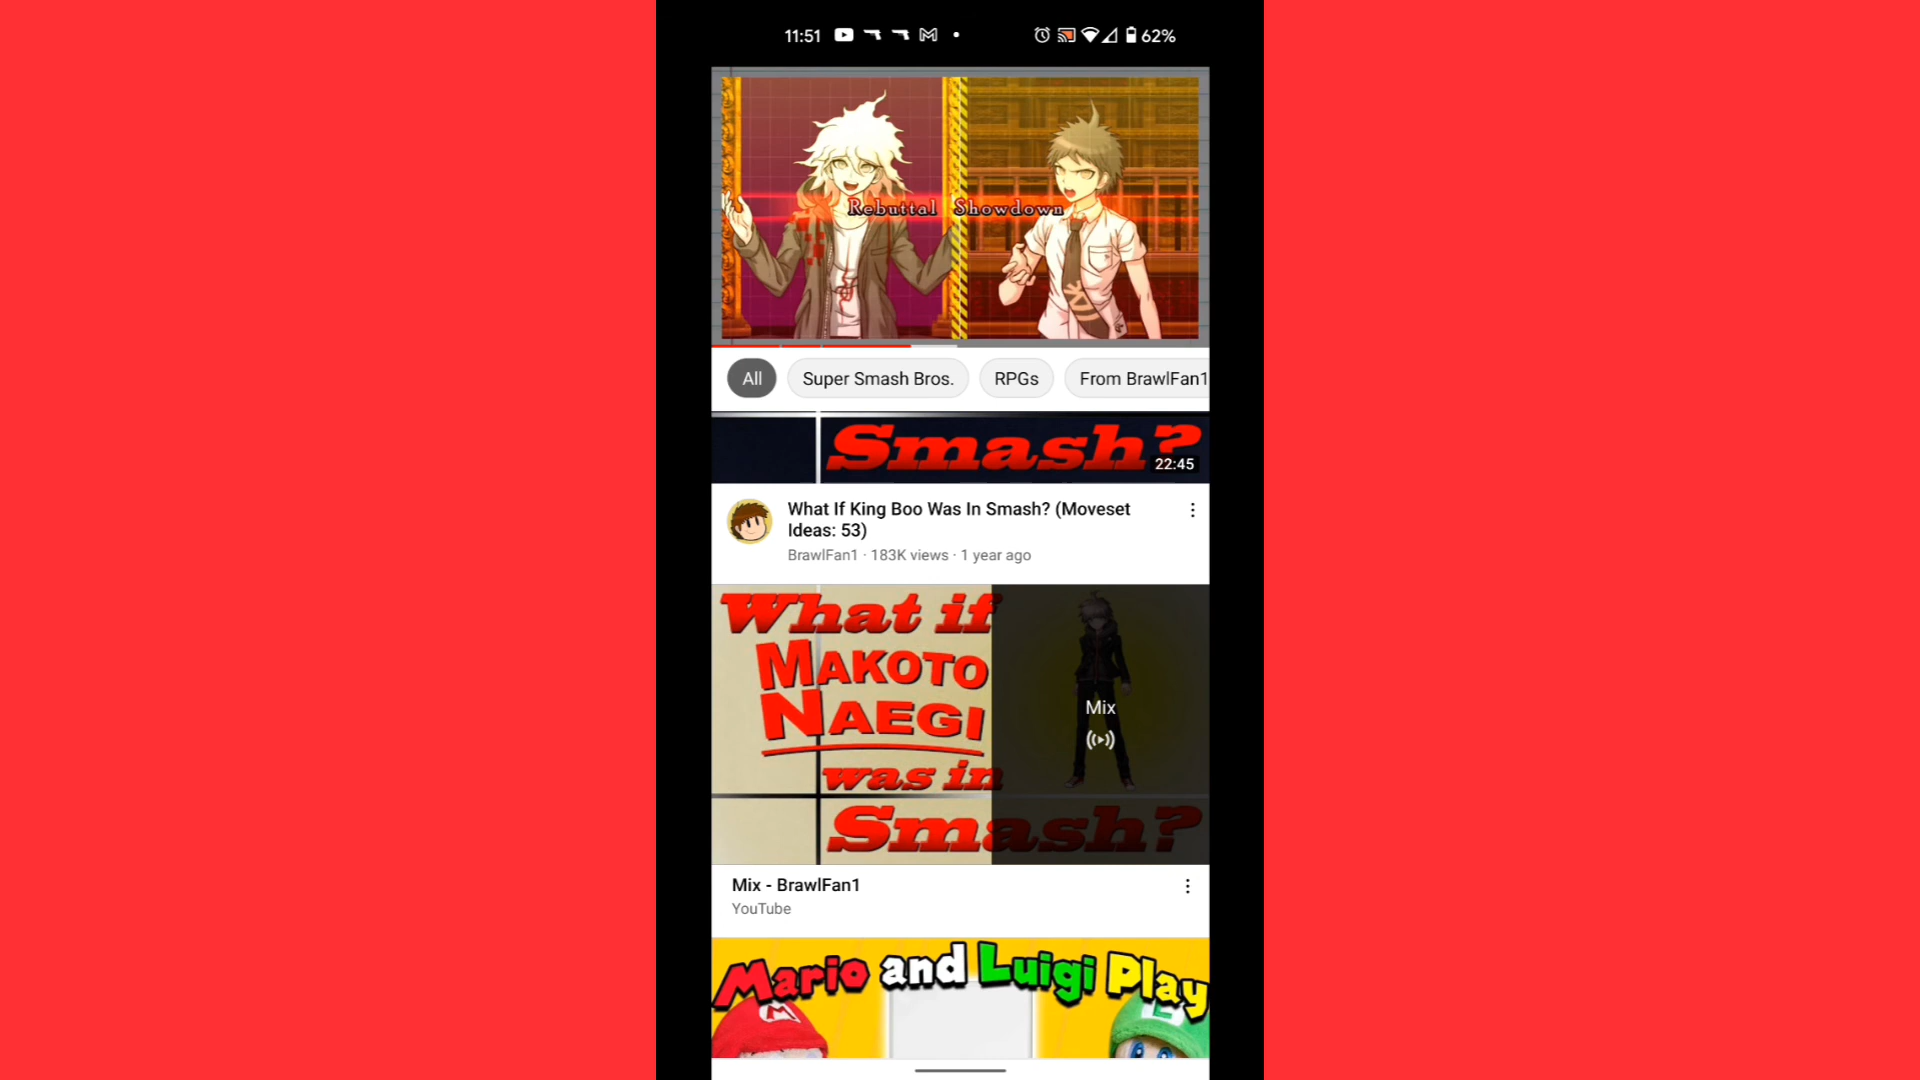 11:51
62%
Rebuttal Showdown
All
Super Smash Bros.
RPGs
From BrawlFan1
Smash?
22:45
What If King Boo Was In Smash? (Moveset
Ideas: 53)
BrawlFan1 · 183K views · 1 year ago
What if
MAKOTO
NAEGI
was in
Smash?
Mix
Mix - BrawlFan1
YouTube
Mario and Luigi Play
M
L